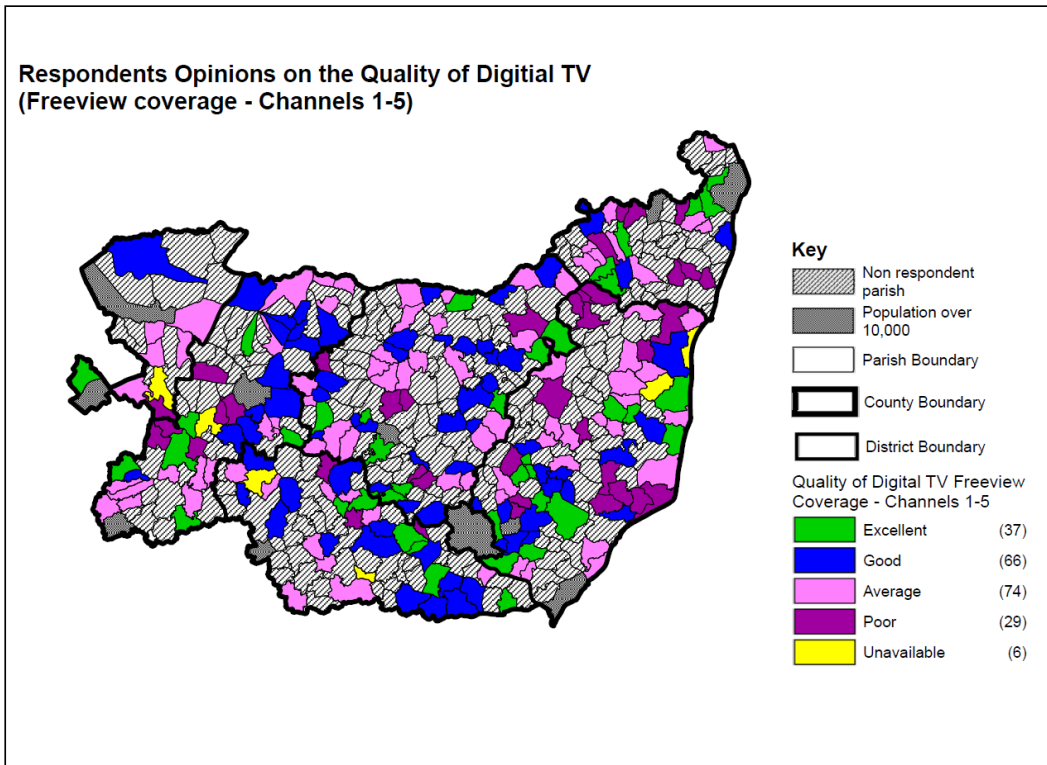 Respondents Opinions on the Quality of Digitial TV
(Freeview coverage - Channels 1-5)
Key
Non respondent
parish
Population over
10,000
Parish Boundary
County Boundary
District Boundary
Quality of Digital TV Freeview
Coverage - Channels 1-5
Excellent (37)
Good (66)
Average (74)
Poor (29)
Unavailable (6)